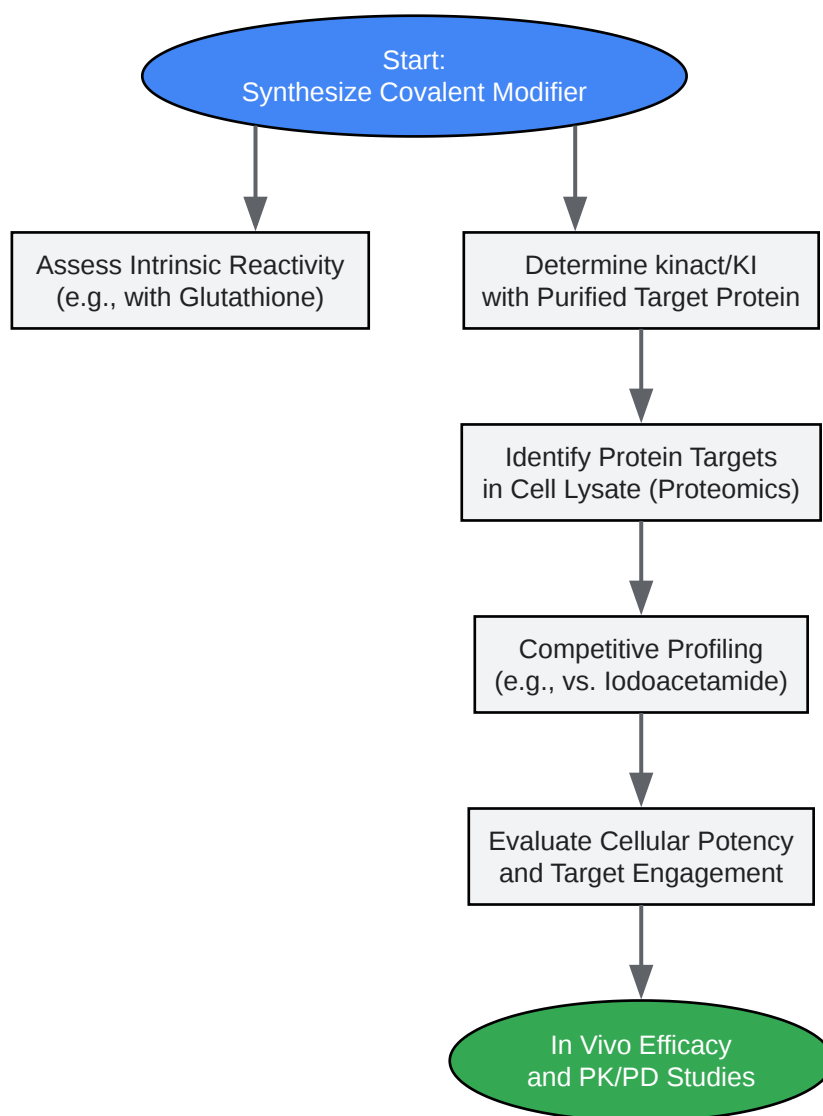 Start:
Synthesize Covalent Modifier
Assess Intrinsic Reactivity
(e.g., with Glutathione)
Determine kinact/KI
with Purified Target Protein
Identify Protein Targets
in Cell Lysate (Proteomics)
Competitive Profiling
(e.g., vs. Iodoacetamide)
Evaluate Cellular Potency
and Target Engagement
In Vivo Efficacy
and PK/PD Studies